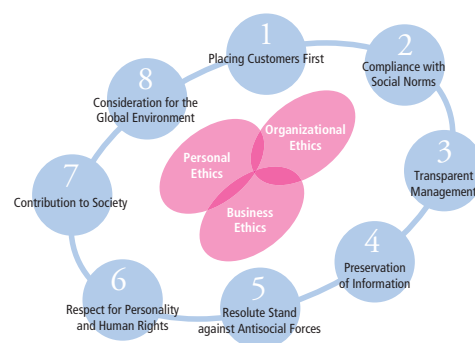 1
Placing Customers First
2
Compliance with
Social Norms
3
Transparent
Management
4
Preservation
of Information
5
Resolute Stand
against Antisocial Forces
6
Respect for Personality
and Human Rights
7
Contribution to Society
8
Consideration for the
Global Environment
Organizational
Ethics
Personal
Ethics
Business
Ethics